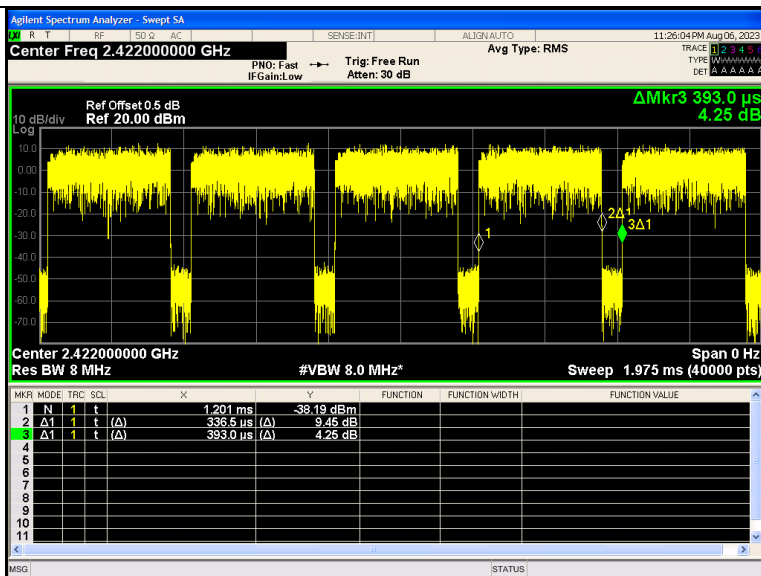 Agilent Spectrum Analyzer - Swept SA
LXI R T RF 50 Ω AC SENSE:INT ALIGN AUTO 11:26:04 PM Aug 06, 2023
Center Freq 2.422000000 GHz Avg Type: RMS TRACE 1 2 3 4 5 6
PNO: Fast Trig: Free Run TYPE WWWWWW
IFGain:Low Atten: 30 dB DET A A A A A
ΔMkr3 393.0 µs
4.25 dB
Ref Offset 0.5 dB
10 dB/div Ref 20.00 dBm
Log
10.0
0.00
-10.0
-20.0
-30.0
-40.0
-50.0
-60.0
-70.0
1
2Δ1
3Δ1
Center 2.422000000 GHz Span 0 Hz
Res BW 8 MHz #VBW 8.0 MHz* Sweep 1.975 ms (40000 pts)
MKR MODE TRC SCL X Y FUNCTION FUNCTION WIDTH FUNCTION VALUE
1 N 1 t 1.201 ms -38.19 dBm
2 Δ1 1 t (Δ) 336.5 µs (Δ) 9.45 dB
3 Δ1 1 t (Δ) 393.0 µs (Δ) 4.25 dB
4
5
6
7
8
9
10
11
MSG STATUS